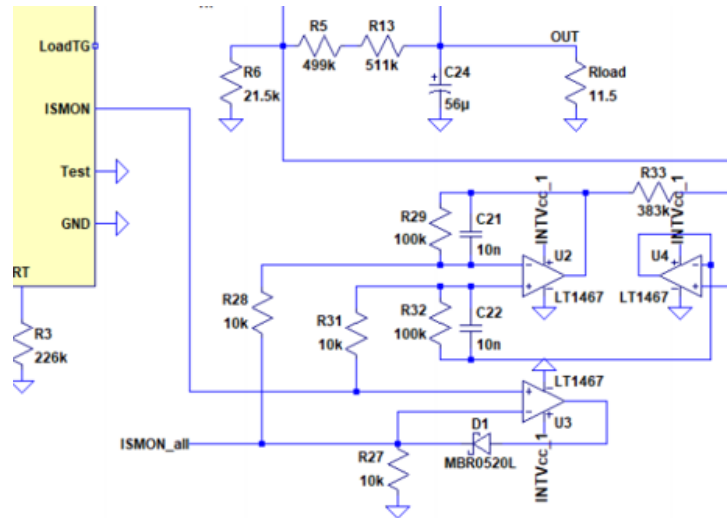 LoadTG
ISMON
Test
GND
RT
R3
226k
R6
21.5k
R5
499k
R13
511k
C24
56µ
OUT
Rload
11.5
R29
100k
C21
10n
INTVcc_1
U2
LT1467
R33
383k
INTVcc_1
U4
LT1467
R28
10k
R31
10k
R32
100k
C22
10n
LT1467
U3
INTVcc_1
D1
MBR0520L
ISMON_all
R27
10k